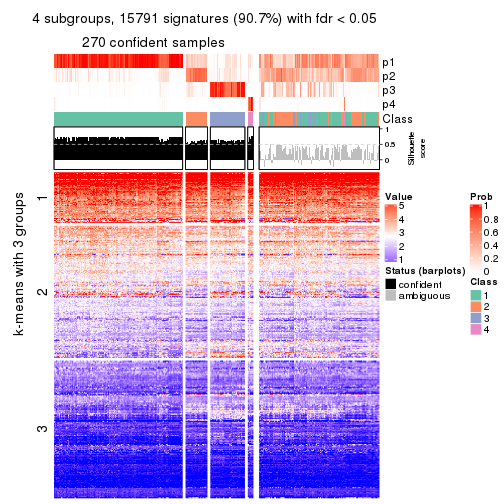 4 subgroups, 15791 signatures (90.7%) with fdr < 0.05
270 confident samples
p1
p2
p3
p4
Class
1
0.5
0
Silhouette
score
k-means with 3 groups
1
2
3
Value
5
4
3
2
1
Status (barplots)
confident
ambiguous
Prob
1
0.8
0.6
0.4
0.2
0
Class
1
2
3
4